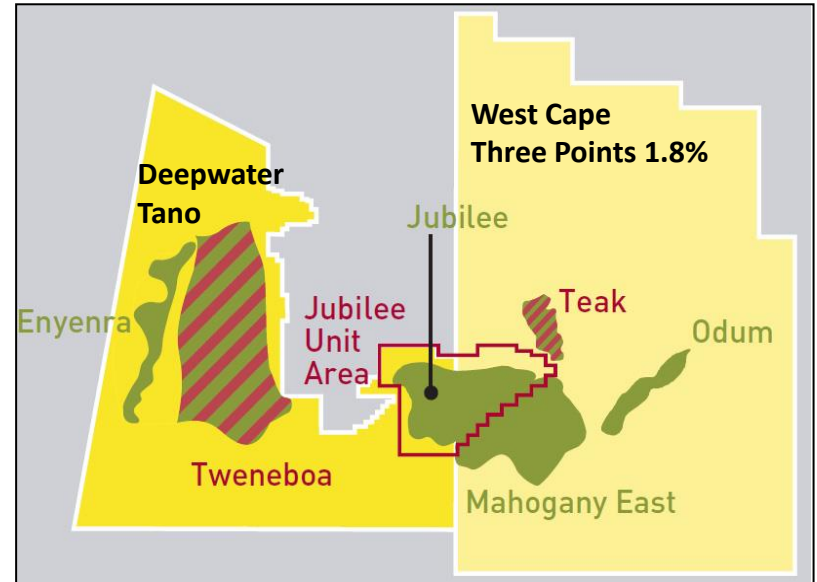 West Cape
Three Points 1.8%
Deepwater
Tano
Jubilee
Enyenra
Jubilee
Unit
Area
Teak
Odum
Tweneboa
Mahogany East